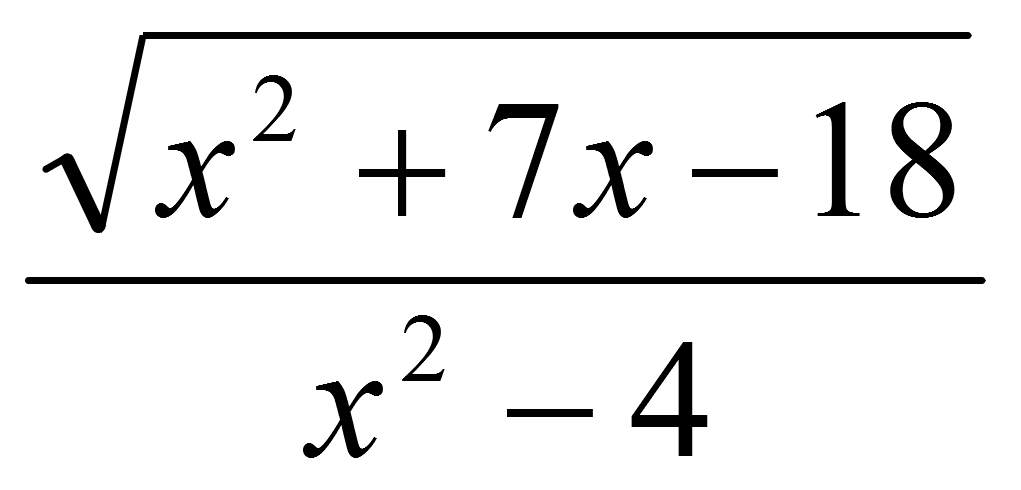 √(x² + 7x − 18)
x² − 4